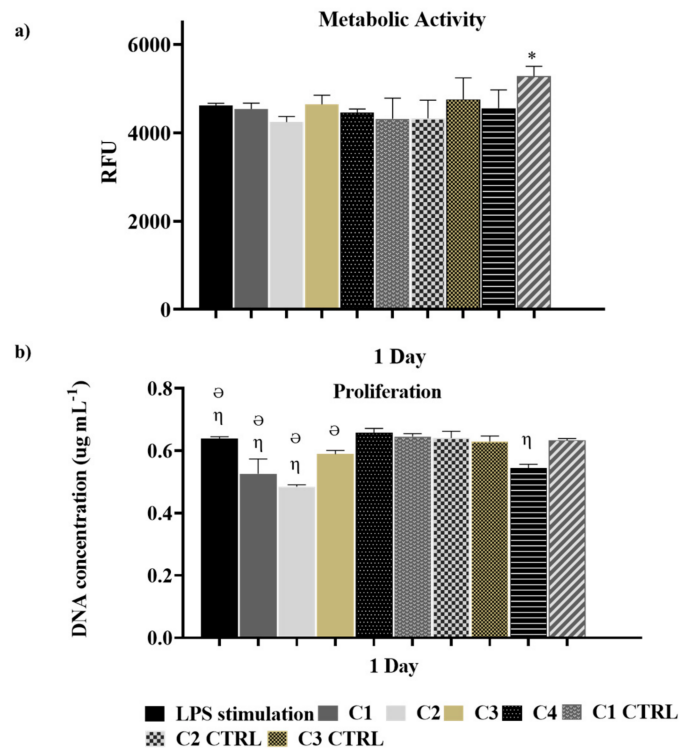 a)
Metabolic Activity
6000
*
4000
RFU
2000
0
1 Day
b)
Proliferation
DNA concentration (ug mL⁻¹)
0.8
ə ə ə ə
η η η η
0.6
0.4
0.2
0.0
1 Day
LPS stimulation C1 C2 C3 C4 C1 CTRL
C2 CTRL C3 CTRL